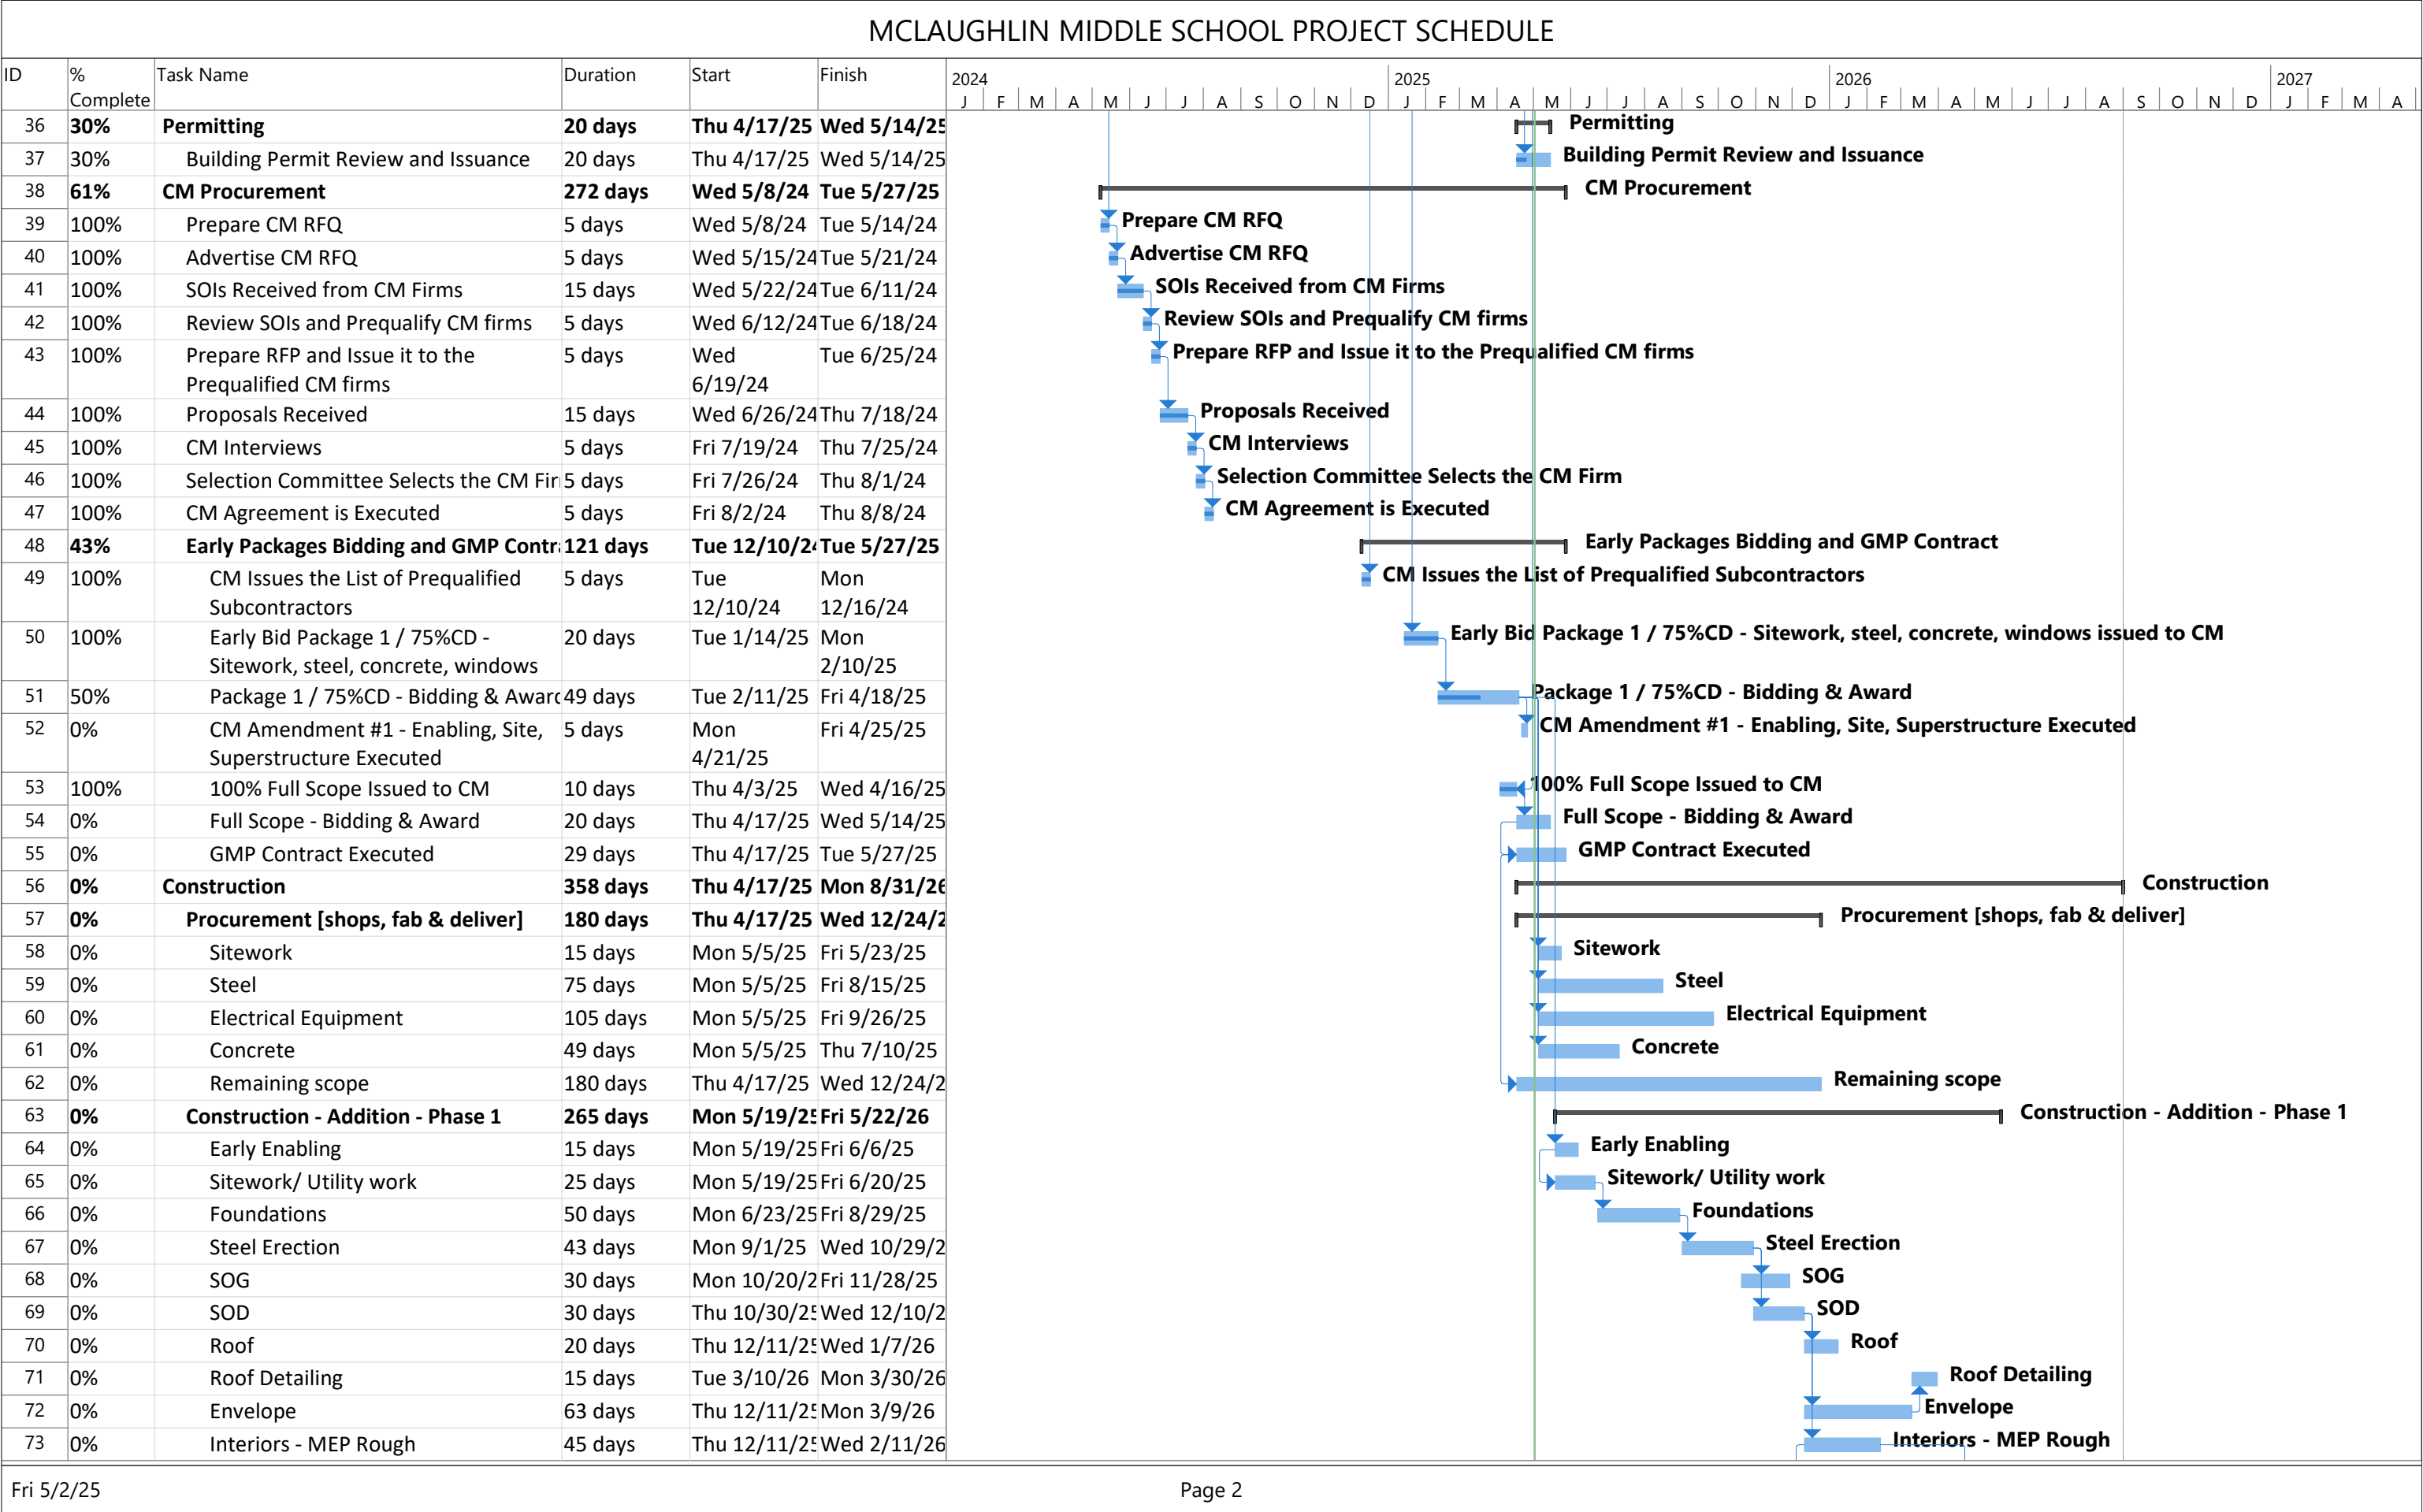 MCLAUGHLIN MIDDLE SCHOOL PROJECT SCHEDULE
ID % Complete Task Name Duration Start Finish
2024 2025 2026 2027
J F M A M J J A S O N D J F M A M J J A S O N D J F M A M J J A S O N D J F M A
36 30% Permitting 20 days Thu 4/17/25 Wed 5/14/25 Permitting
37 30% Building Permit Review and Issuance 20 days Thu 4/17/25 Wed 5/14/25 Building Permit Review and Issuance
38 61% CM Procurement 272 days Wed 5/8/24 Tue 5/27/25 CM Procurement
39 100% Prepare CM RFQ 5 days Wed 5/8/24 Tue 5/14/24 Prepare CM RFQ
40 100% Advertise CM RFQ 5 days Wed 5/15/24 Tue 5/21/24 Advertise CM RFQ
41 100% SOIs Received from CM Firms 15 days Wed 5/22/24 Tue 6/11/24 SOIs Received from CM Firms
42 100% Review SOIs and Prequalify CM firms 5 days Wed 6/12/24 Tue 6/18/24 Review SOIs and Prequalify CM firms
43 100% Prepare RFP and Issue it to the 5 days Wed Tue 6/25/24 Prepare RFP and Issue it to the Prequalified CM firms
Prequalified CM firms 6/19/24
44 100% Proposals Received 15 days Wed 6/26/24 Thu 7/18/24 Proposals Received
45 100% CM Interviews 5 days Fri 7/19/24 Thu 7/25/24 CM Interviews
46 100% Selection Committee Selects the CM Fir 5 days Fri 7/26/24 Thu 8/1/24 Selection Committee Selects the CM Firm
47 100% CM Agreement is Executed 5 days Fri 8/2/24 Thu 8/8/24 CM Agreement is Executed
48 43% Early Packages Bidding and GMP Contra 121 days Tue 12/10/24 Tue 5/27/25 Early Packages Bidding and GMP Contract
49 100% CM Issues the List of Prequalified 5 days Tue Mon CM Issues the List of Prequalified Subcontractors
Subcontractors 12/10/24 12/16/24
50 100% Early Bid Package 1 / 75%CD - 20 days Tue 1/14/25 Mon Early Bid Package 1 / 75%CD - Sitework, steel, concrete, windows issued to CM
Sitework, steel, concrete, windows 2/10/25
51 50% Package 1 / 75%CD - Bidding & Award 49 days Tue 2/11/25 Fri 4/18/25 Package 1 / 75%CD - Bidding & Award
52 0% CM Amendment #1 - Enabling, Site, 5 days Mon Fri 4/25/25 CM Amendment #1 - Enabling, Site, Superstructure Executed
Superstructure Executed 4/21/25
53 100% 100% Full Scope Issued to CM 10 days Thu 4/3/25 Wed 4/16/25 100% Full Scope Issued to CM
54 0% Full Scope - Bidding & Award 20 days Thu 4/17/25 Wed 5/14/25 Full Scope - Bidding & Award
55 0% GMP Contract Executed 29 days Thu 4/17/25 Tue 5/27/25 GMP Contract Executed
56 0% Construction 358 days Thu 4/17/25 Mon 8/31/26 Construction
57 0% Procurement [shops, fab & deliver] 180 days Thu 4/17/25 Wed 12/24/2 Procurement [shops, fab & deliver]
58 0% Sitework 15 days Mon 5/5/25 Fri 5/23/25 Sitework
59 0% Steel 75 days Mon 5/5/25 Fri 8/15/25 Steel
60 0% Electrical Equipment 105 days Mon 5/5/25 Fri 9/26/25 Electrical Equipment
61 0% Concrete 49 days Mon 5/5/25 Thu 7/10/25 Concrete
62 0% Remaining scope 180 days Thu 4/17/25 Wed 12/24/2 Remaining scope
63 0% Construction - Addition - Phase 1 265 days Mon 5/19/25 Fri 5/22/26 Construction - Addition - Phase 1
64 0% Early Enabling 15 days Mon 5/19/25 Fri 6/6/25 Early Enabling
65 0% Sitework/ Utility work 25 days Mon 5/19/25 Fri 6/20/25 Sitework/ Utility work
66 0% Foundations 50 days Mon 6/23/25 Fri 8/29/25 Foundations
67 0% Steel Erection 43 days Mon 9/1/25 Wed 10/29/2 Steel Erection
68 0% SOG 30 days Mon 10/20/2 Fri 11/28/25 SOG
69 0% SOD 30 days Thu 10/30/25 Wed 12/10/2 SOD
70 0% Roof 20 days Thu 12/11/25 Wed 1/7/26 Roof
71 0% Roof Detailing 15 days Tue 3/10/26 Mon 3/30/26 Roof Detailing
72 0% Envelope 63 days Thu 12/11/25 Mon 3/9/26 Envelope
73 0% Interiors - MEP Rough 45 days Thu 12/11/25 Wed 2/11/26 Interiors - MEP Rough
Fri 5/2/25 Page 2